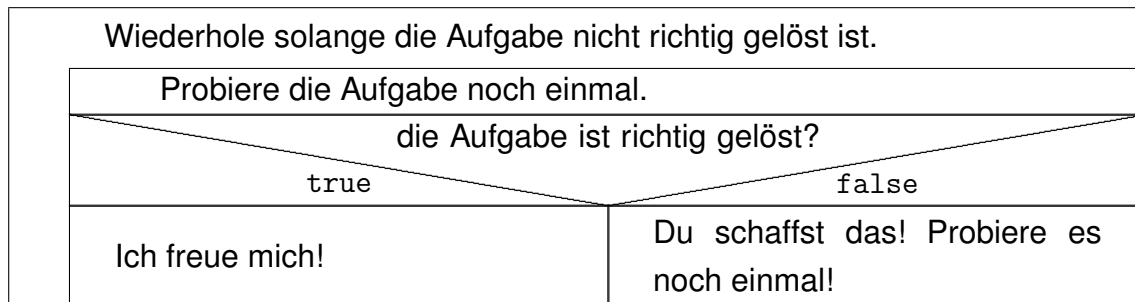 Wiederhole solange die Aufgabe nicht richtig gelöst ist.
Probiere die Aufgabe noch einmal.
die Aufgabe ist richtig gelöst?
true
false
Ich freue mich!
Du schaffst das! Probiere es
noch einmal!